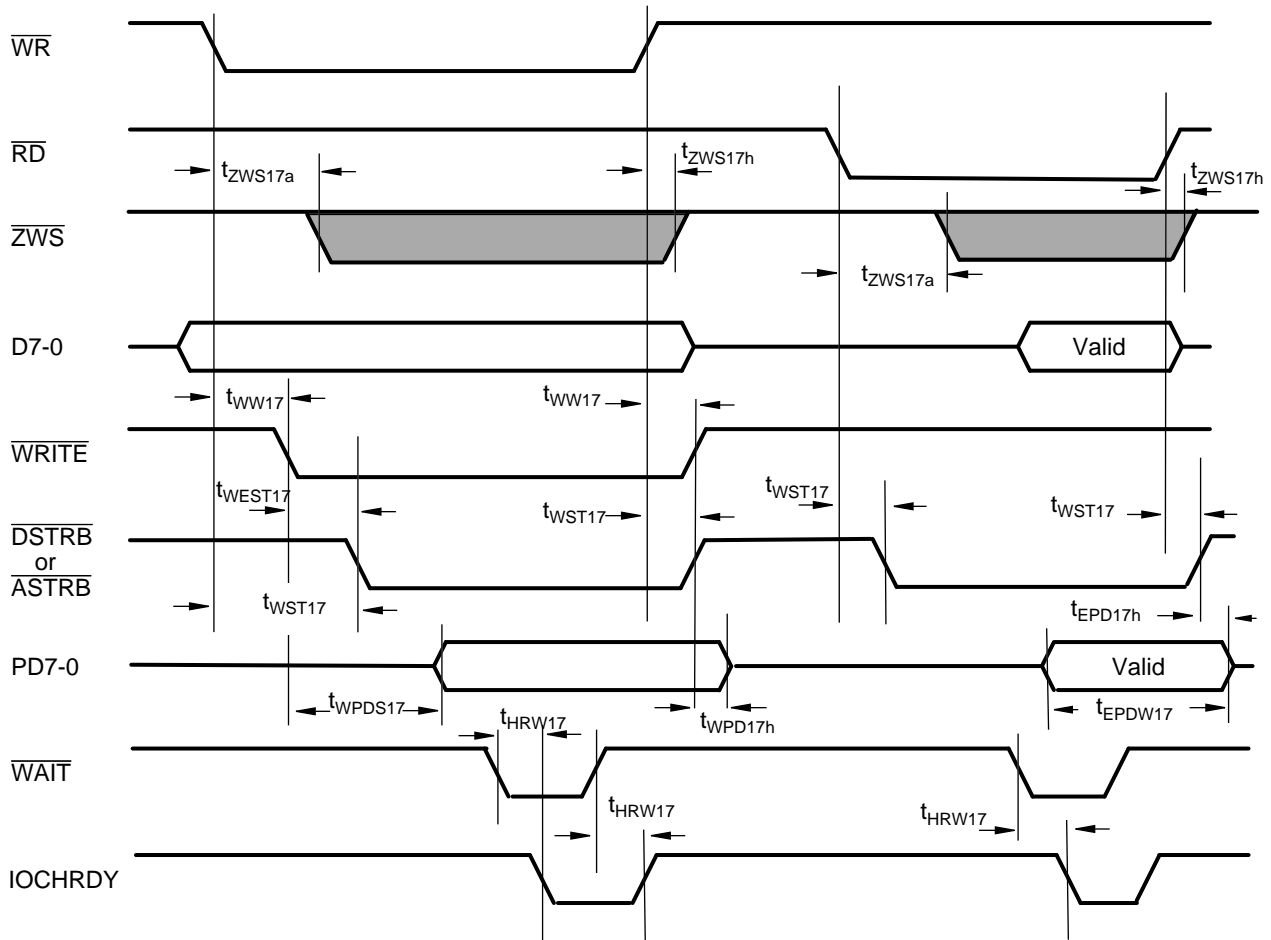 WR
RD
tZWS17a
tZWS17h
tZWS17h
ZWS
tZWS17a
D7-0
Valid
tWW17
tWW17
WRITE
tWEST17
tWST17
tWST17
tWST17
DSTRB
or
ASTRB
tWST17
tEPD17h
PD7-0
Valid
tWPDS17
tHRW17
tWPD17h
tEPDW17
WAIT
tHRW17
tHRW17
IOCHRDY